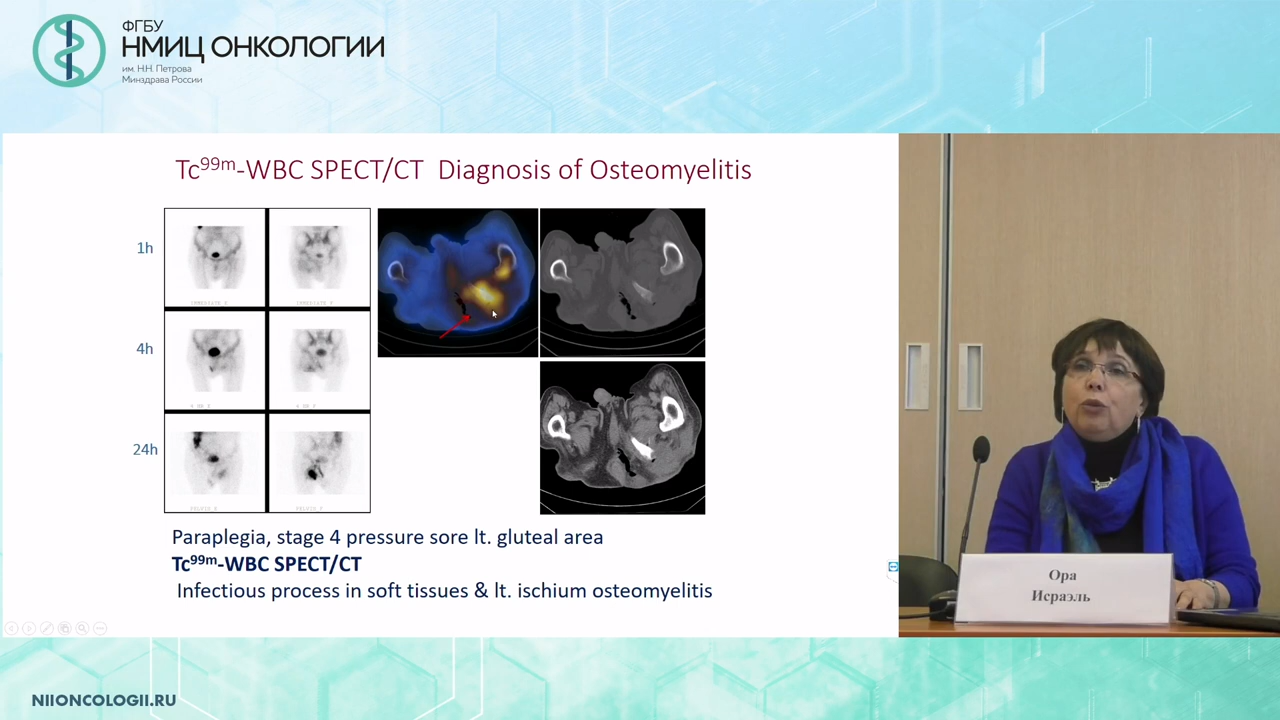 ФГБУ
НМИЦ ОНКОЛОГИИ
им. Н.Н. Петрова
Минздрава России
Tc99m-WBC SPECT/CT Diagnosis of Osteomyelitis
1h
4h
24h
Paraplegia, stage 4 pressure sore lt. gluteal area
Tc99m-WBC SPECT/CT
Infectious process in soft tissues & lt. ischium osteomyelitis
Ора
Исраэль
NIIONCOLOGII.RU